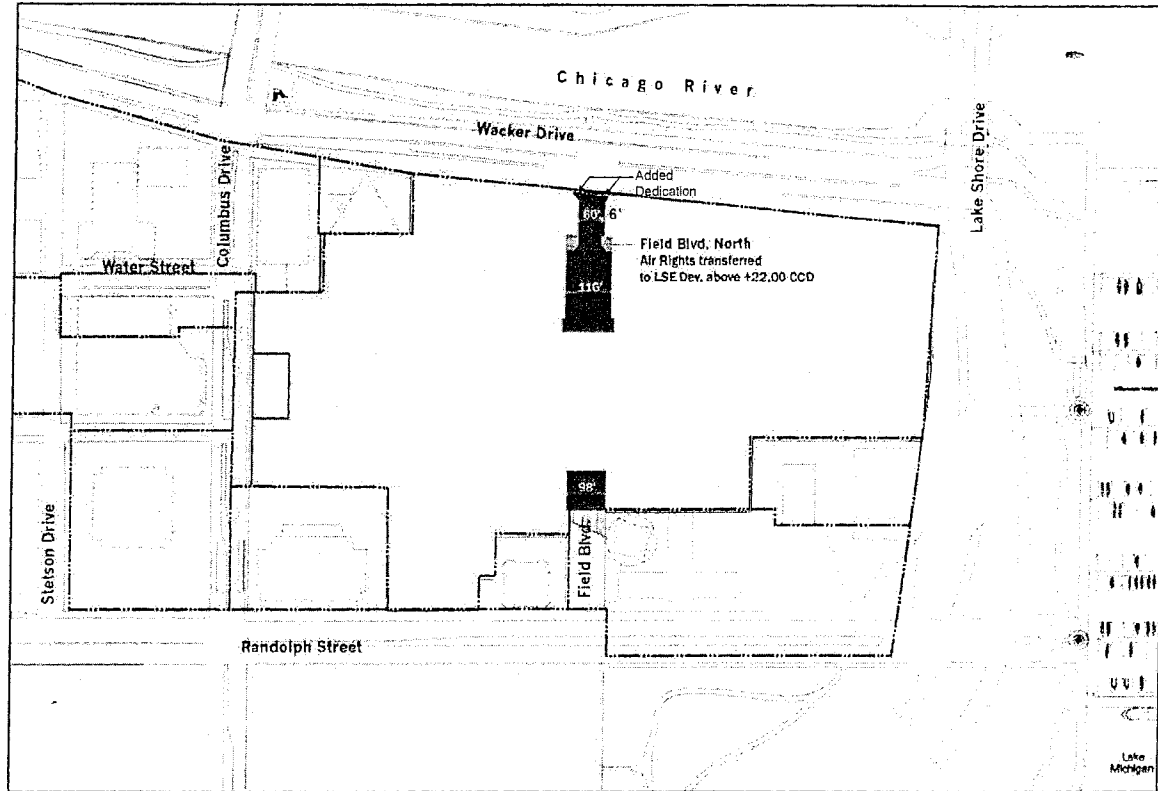 Chicago River
Wacker Drive
Lake Shore Drive
Columbus Drive
Added
Dedication
60'
6'
Field Blvd. North
Air Rights transferred
to LSE Dev. above +22.00 CCD
Water Street
110'
98'
Field Blvd.
Stetson Drive
Randolph Street
Lake
Michigan